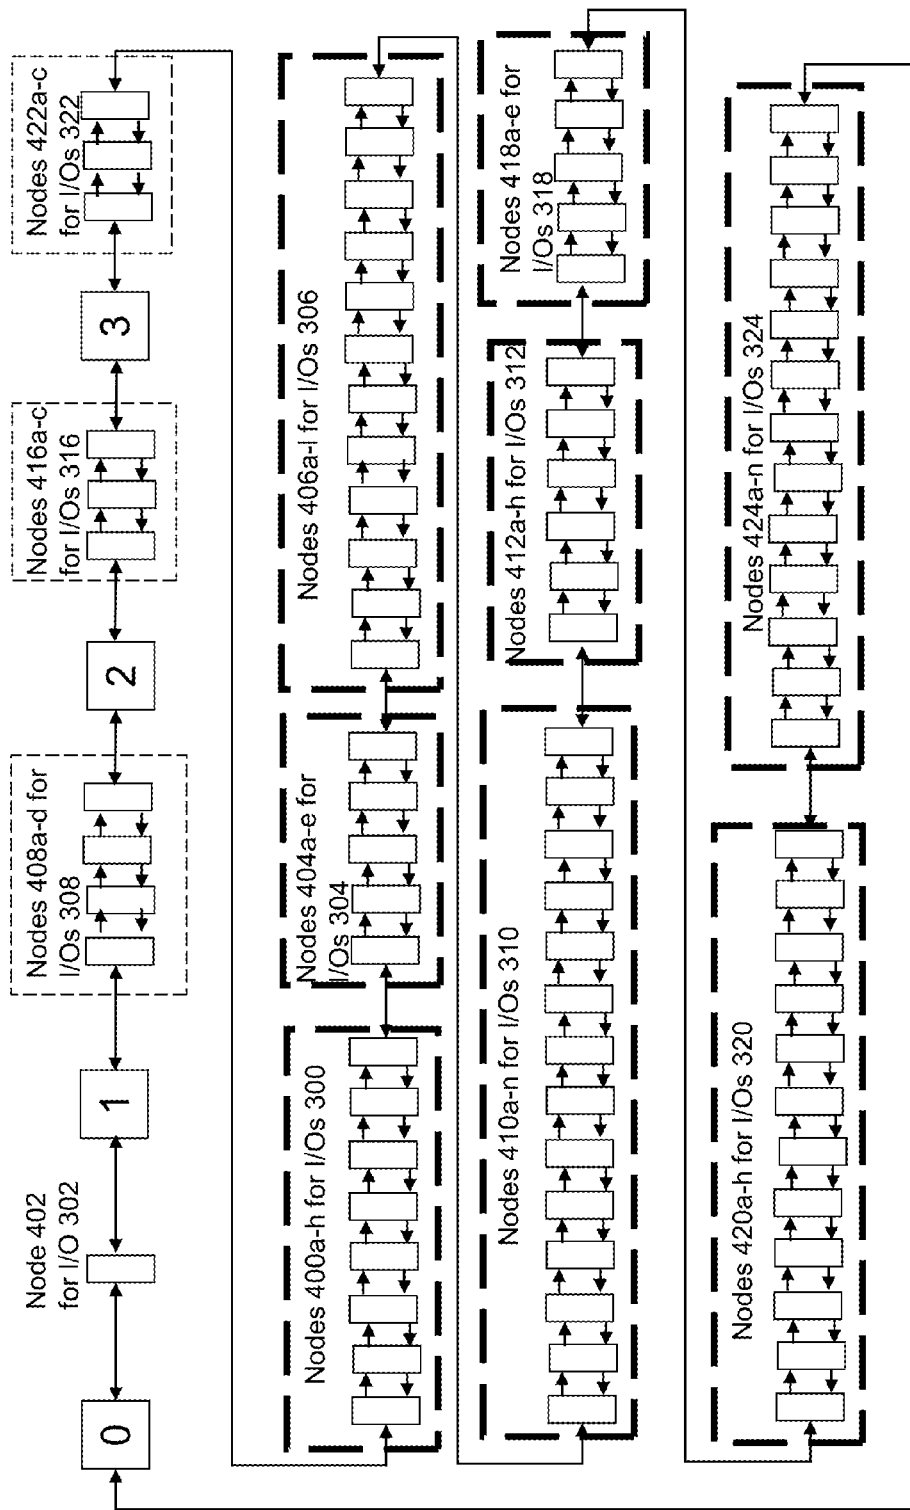 0
Node 402
for I/O 302
1
Nodes 408a-d for
I/Os 308
2
Nodes 416a-c
for I/Os 316
3
Nodes 422a-c
for I/Os 322
Nodes 400a-h for I/Os 300
Nodes 404a-e for
I/Os 304
Nodes 406a-l for I/Os 306
Nodes 410a-n for I/Os 310
Nodes 412a-h for I/Os 312
Nodes 418a-e for
I/Os 318
Nodes 420a-h for I/Os 320
Nodes 424a-n for I/Os 324